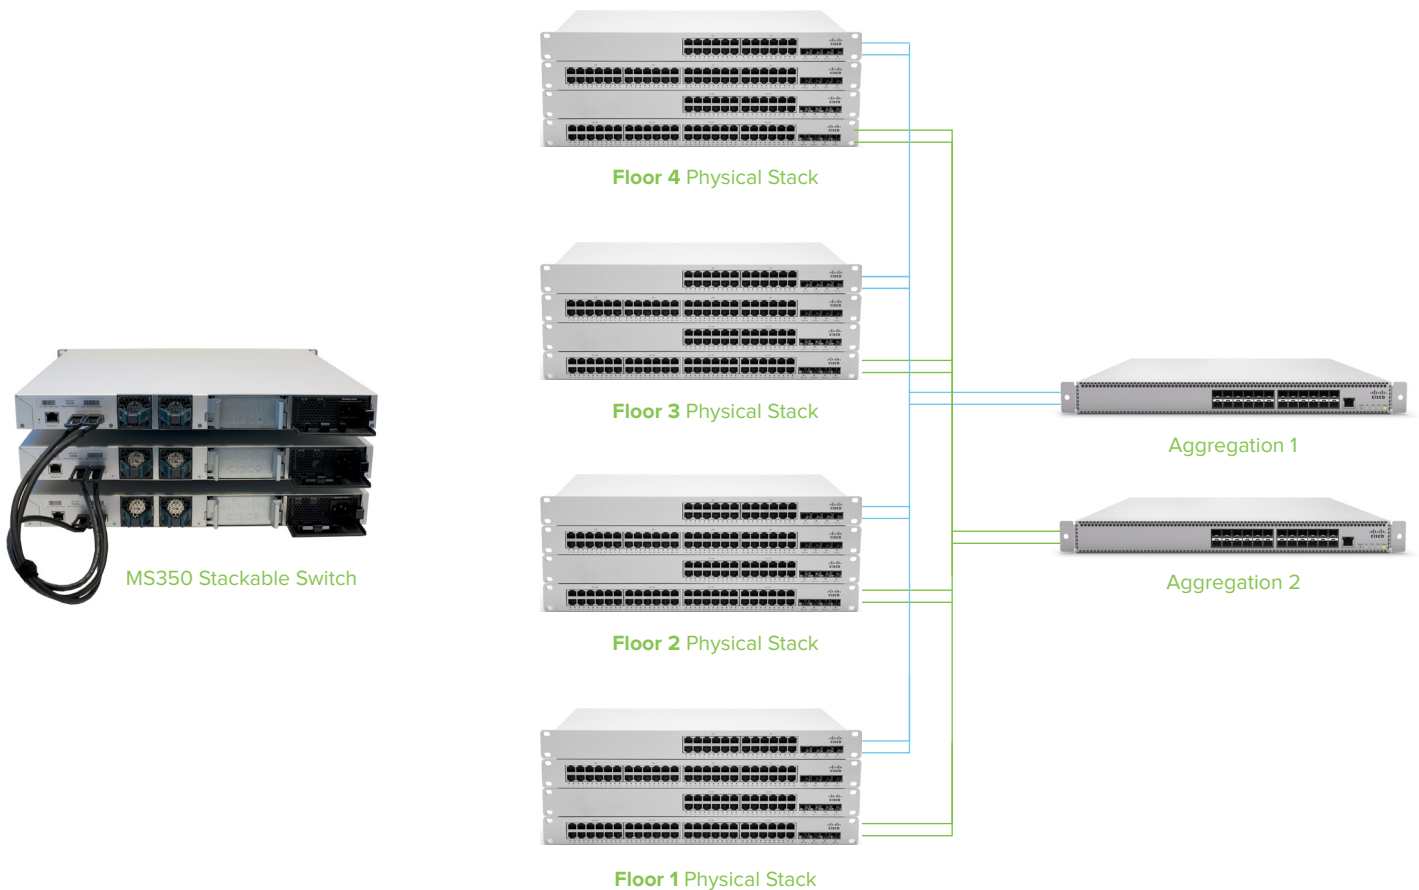 Floor 4 Physical Stack
Floor 3 Physical Stack
Aggregation 1
MS350 Stackable Switch
Aggregation 2
Floor 2 Physical Stack
Floor 1 Physical Stack